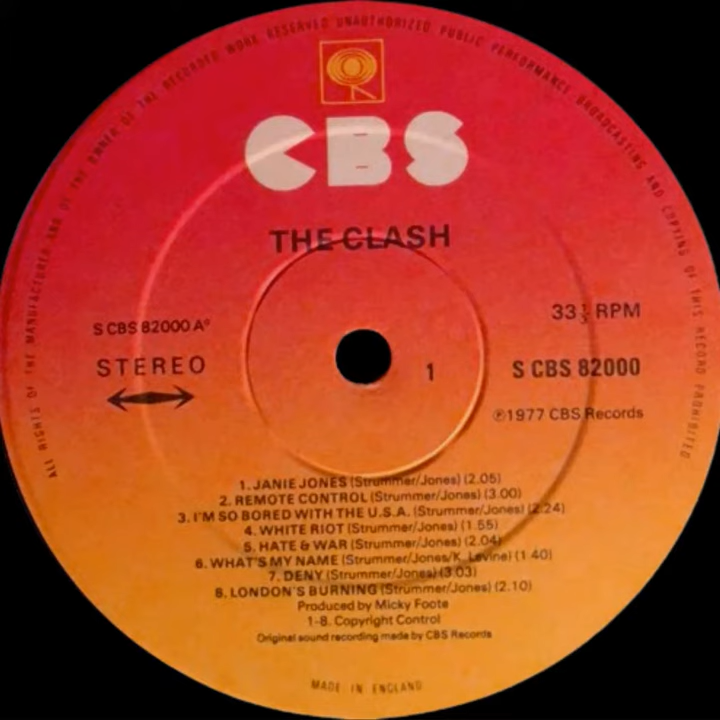 ALL RIGHTS OF THE MANUFACTURER AND OF THE OWNER OF THE RECORDED WORK RESERVED UNAUTHORIZED PUBLIC PERFORMANCE BROADCASTING AND COPYING OF THIS RECORD PROHIBITED
CBS
THE CLASH
S CBS 82000 A°
STEREO
1
33⅓ RPM
S CBS 82000
℗1977 CBS Records
1. JANIE JONES (Strummer/Jones) (2.05)
2. REMOTE CONTROL (Strummer/Jones) (3.00)
3. I'M SO BORED WITH THE U.S.A. (Strummer/Jones) (2.24)
4. WHITE RIOT (Strummer/Jones) (1.55)
5. HATE & WAR (Strummer/Jones) (2.04)
6. WHAT'S MY NAME (Strummer/Jones/K. Levine) (1.40)
7. DENY (Strummer/Jones) (3.03)
8. LONDON'S BURNING (Strummer/Jones) (2.10)
Produced by Micky Foote
1-8. Copyright Control
Original sound recording made by CBS Records
MADE IN ENGLAND